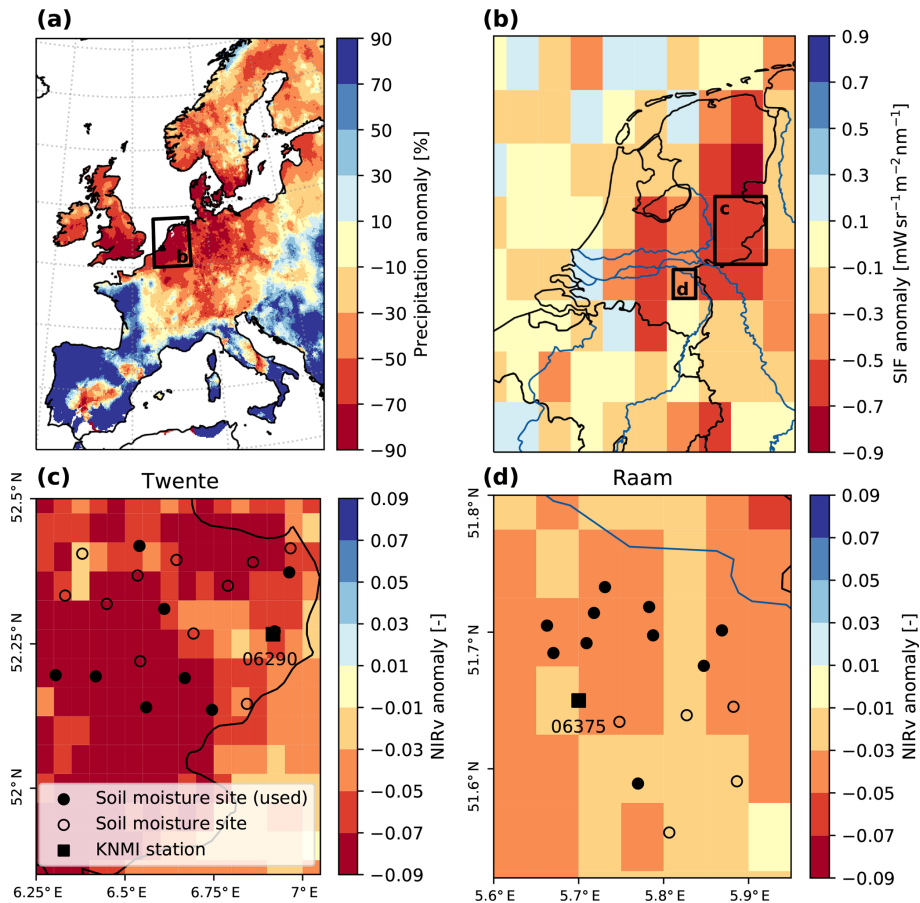 (a)
90
70
50
30
10
−10
−30
−50
−70
−90
Precipitation anomaly [%]
b
(b)
0.9
0.7
0.5
0.3
0.1
−0.1
−0.3
−0.5
−0.7
−0.9
SIF anomaly [mW sr⁻¹ m⁻² nm⁻¹]
c
d
(c)
Twente
52.5° N
52.25° N
52° N
6.25° E
6.5° E
6.75° E
7° E
06290
Soil moisture site (used)
Soil moisture site
KNMI station
0.09
0.07
0.05
0.03
0.01
−0.01
−0.03
−0.05
−0.07
−0.09
NIRv anomaly [-]
(d)
Raam
51.8° N
51.7° N
51.6° N
5.6° E
5.7° E
5.8° E
5.9° E
06375
0.09
0.07
0.05
0.03
0.01
−0.01
−0.03
−0.05
−0.07
−0.09
NIRv anomaly [-]